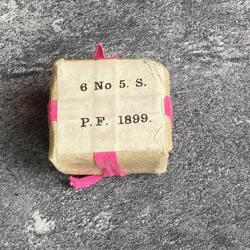 6 No 5. S.
P. F. 1899.